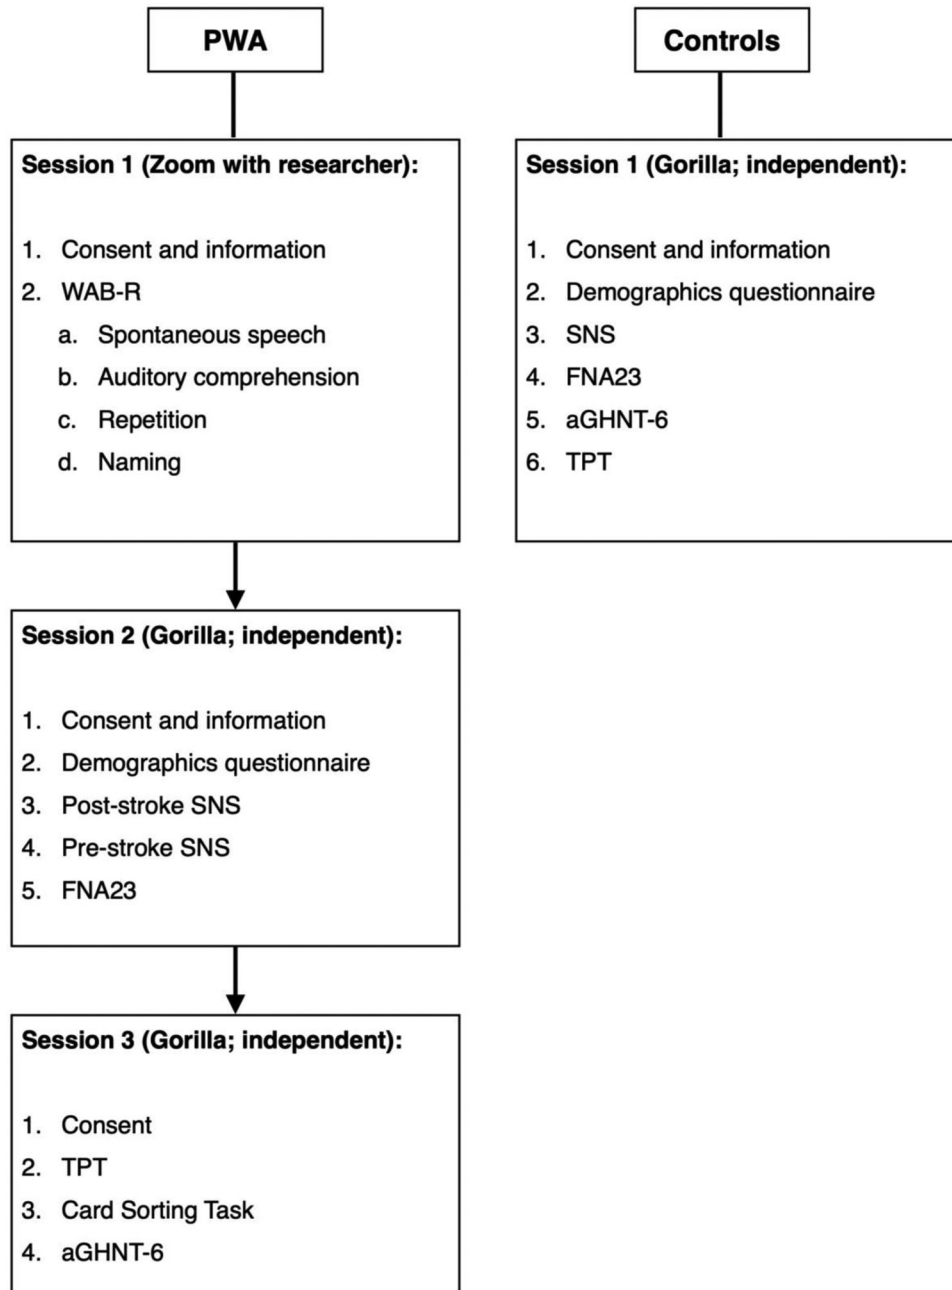 PWA
Session 1 (Zoom with researcher):
1. Consent and information
2. WAB-R
a. Spontaneous speech
b. Auditory comprehension
c. Repetition
d. Naming
Session 2 (Gorilla; independent):
1. Consent and information
2. Demographics questionnaire
3. Post-stroke SNS
4. Pre-stroke SNS
5. FNA23
Session 3 (Gorilla; independent):
1. Consent
2. TPT
3. Card Sorting Task
4. aGHNT-6
Controls
Session 1 (Gorilla; independent):
1. Consent and information
2. Demographics questionnaire
3. SNS
4. FNA23
5. aGHNT-6
6. TPT